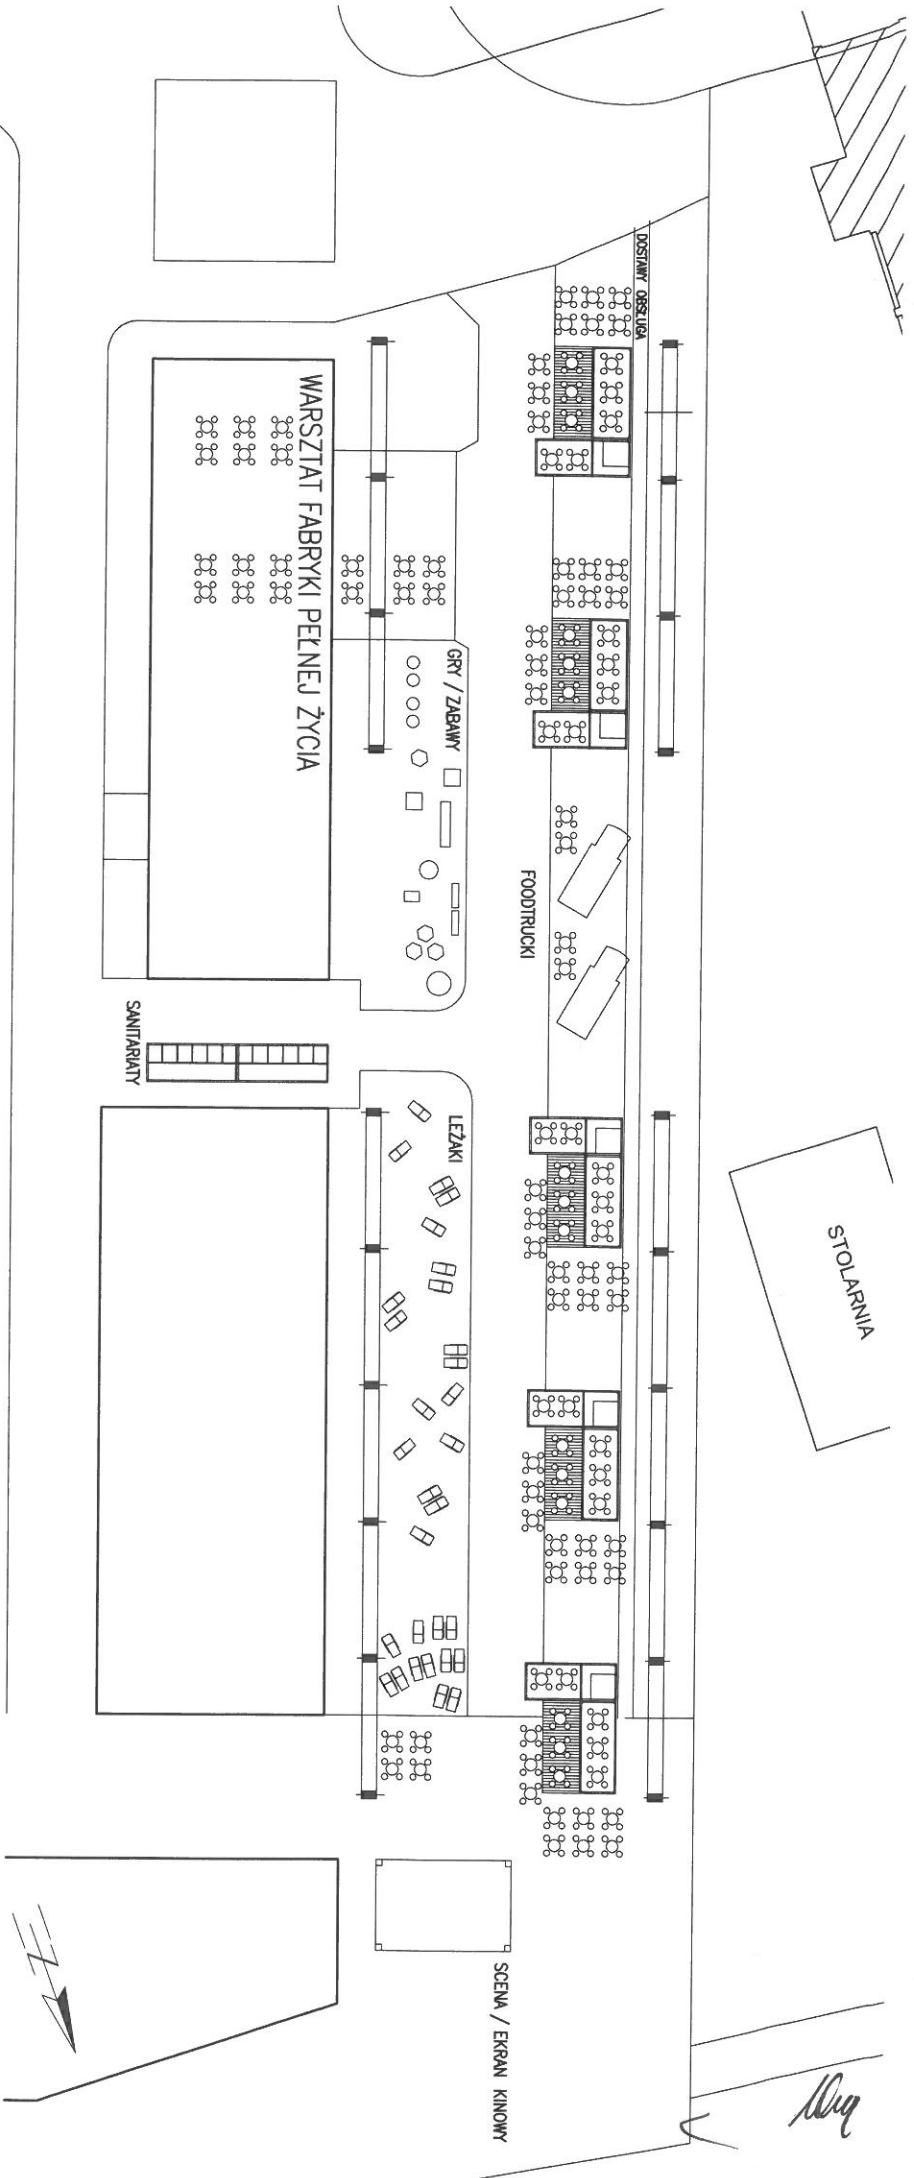 DOSTAWY OBSŁUGA
WARSZTAT FABRYKI PEŁNEJ ŻYCIA
GRY / ZABAWY
FOODTRUCKI
SANITARIATY
LEŻAKI
STOLARNIA
SCENA / EKRAN KINOWY